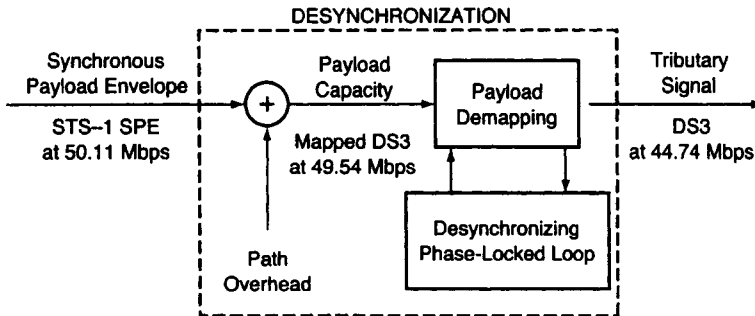 DESYNCHRONIZATION
Synchronous
Payload Envelope
STS-1 SPE
at 50.11 Mbps
+
Path
Overhead
Payload
Capacity
Mapped DS3
at 49.54 Mbps
Payload
Demapping
Desynchronizing
Phase-Locked Loop
Tributary
Signal
DS3
at 44.74 Mbps